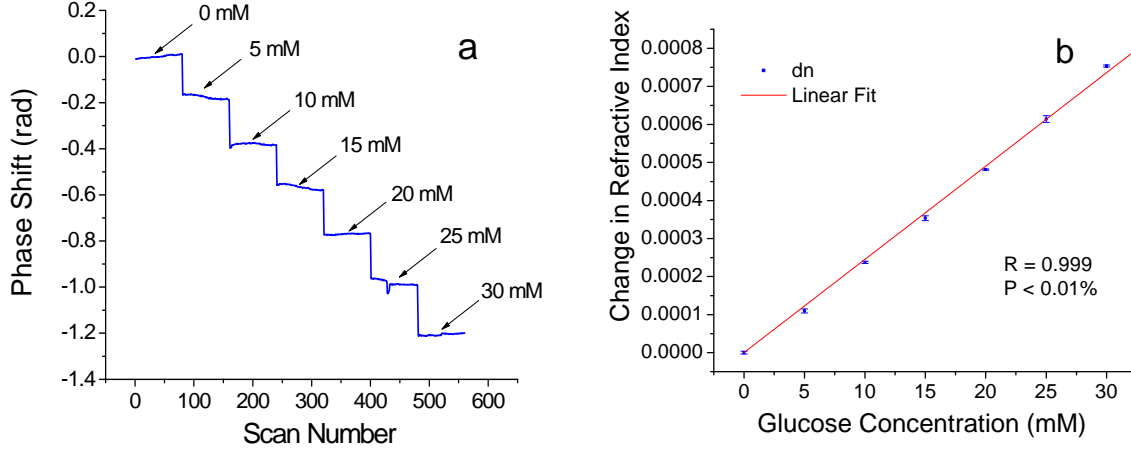 a
0 mM
5 mM
10 mM
15 mM
20 mM
25 mM
30 mM
0.2
0.0
-0.2
-0.4
-0.6
-0.8
-1.0
-1.2
-1.4
Phase Shift (rad)
0 100 200 300 400 500 600
Scan Number
b
dn
Linear Fit
R = 0.999
P < 0.01%
0.0008
0.0007
0.0006
0.0005
0.0004
0.0003
0.0002
0.0001
0.0000
Change in Refractive Index
0 5 10 15 20 25 30
Glucose Concentration (mM)